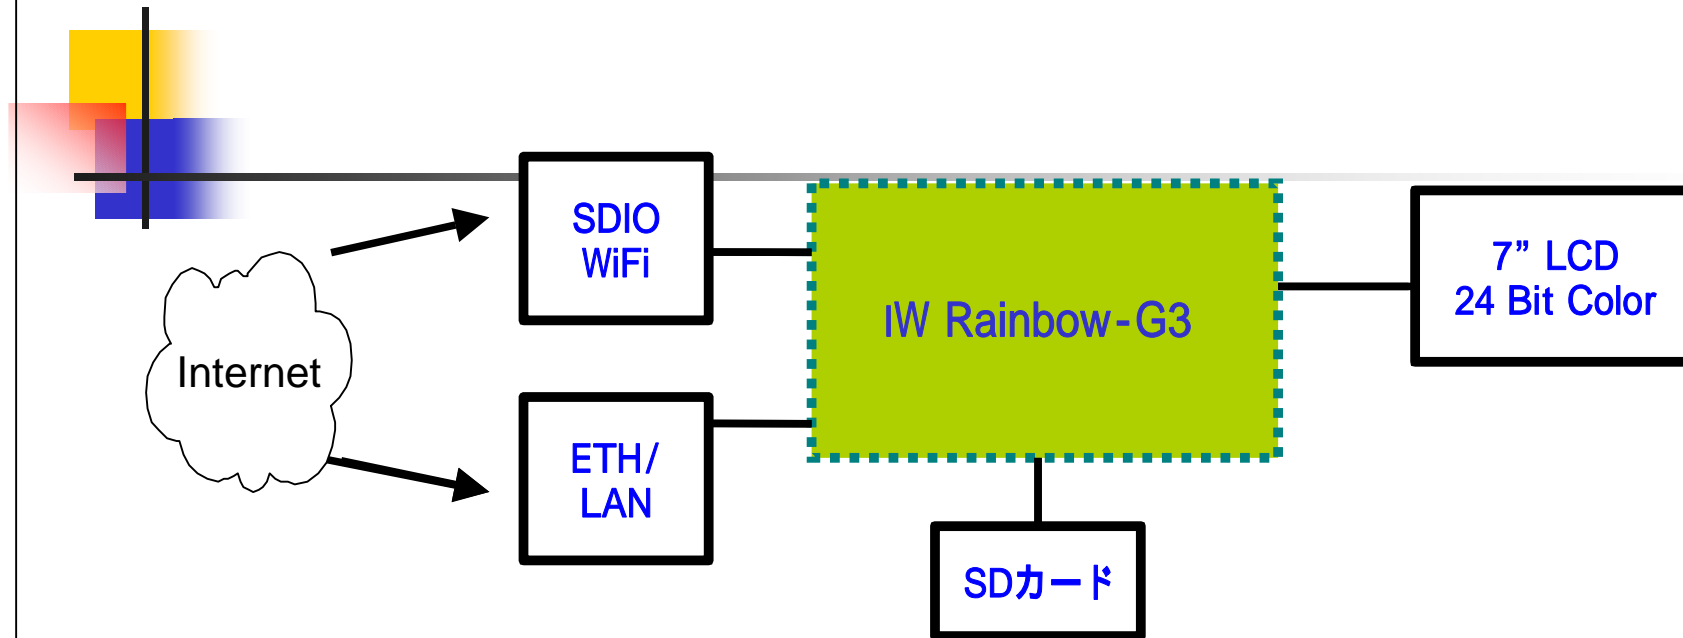 SDIO
WiFi
7” LCD
24 Bit Color
iW Rainbow-G3
Internet
ETH/
LAN
SDカード